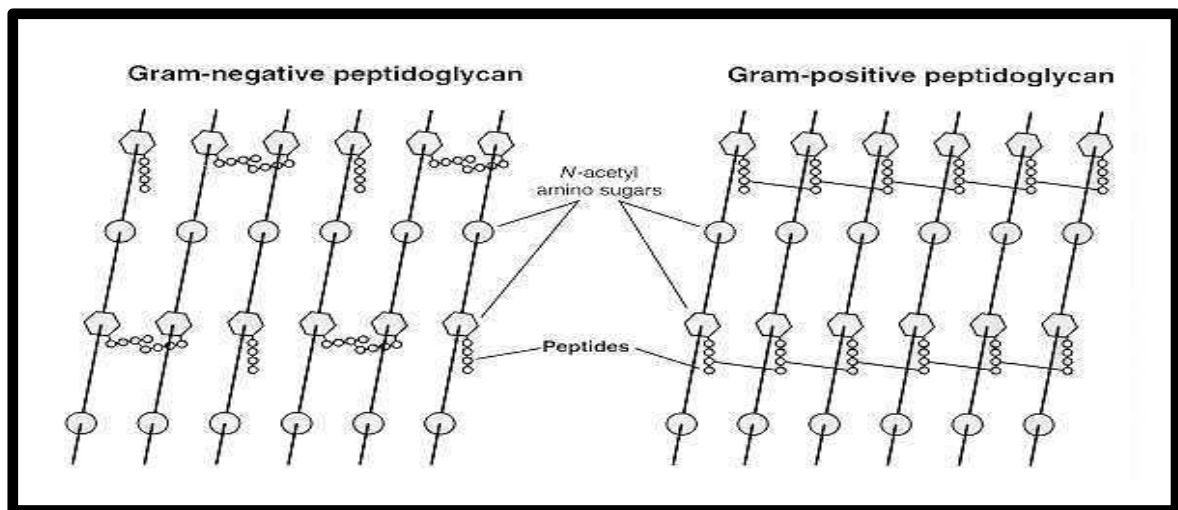 Gram-negative peptidoglycan
Gram-positive peptidoglycan
N-acetyl
amino sugars
Peptides